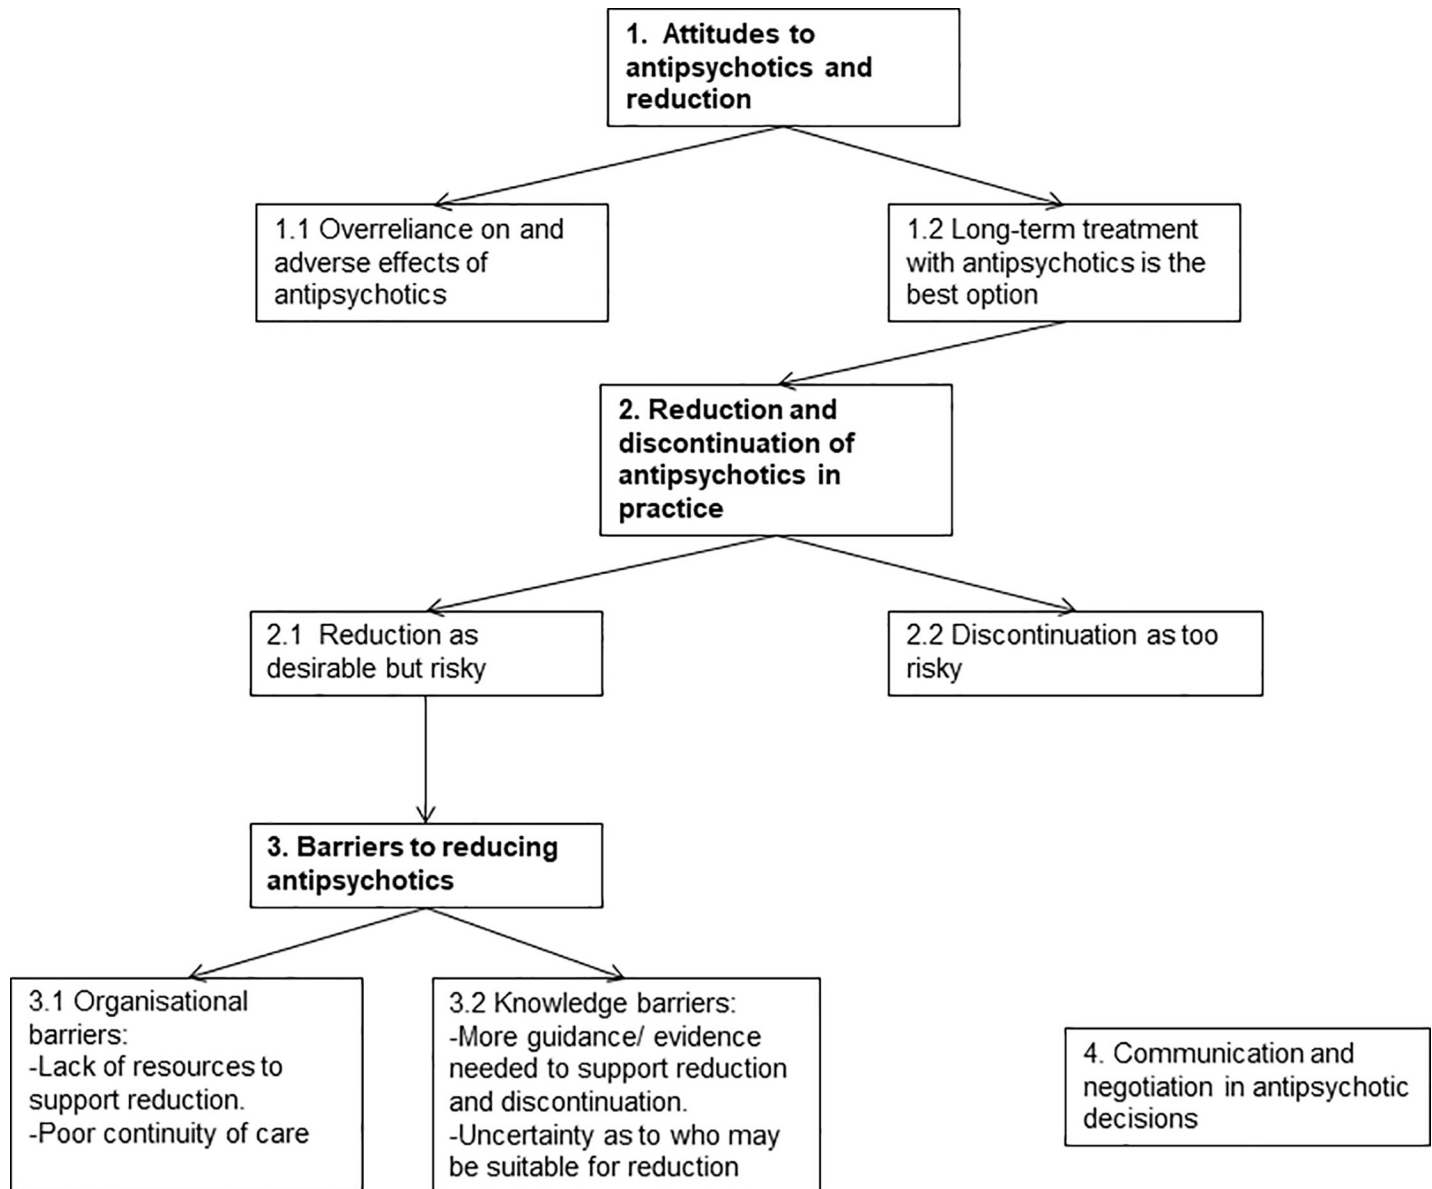 1. Attitudes to
antipsychotics and
reduction
1.1 Overreliance on and
adverse effects of
antipsychotics
1.2 Long-term treatment
with antipsychotics is the
best option
2. Reduction and
discontinuation of
antipsychotics in
practice
2.1 Reduction as
desirable but risky
2.2 Discontinuation as too
risky
3. Barriers to reducing
antipsychotics
3.1 Organisational
barriers:
-Lack of resources to
support reduction.
-Poor continuity of care
3.2 Knowledge barriers:
-More guidance/ evidence
needed to support reduction
and discontinuation.
-Uncertainty as to who may
be suitable for reduction
4. Communication and
negotiation in antipsychotic
decisions